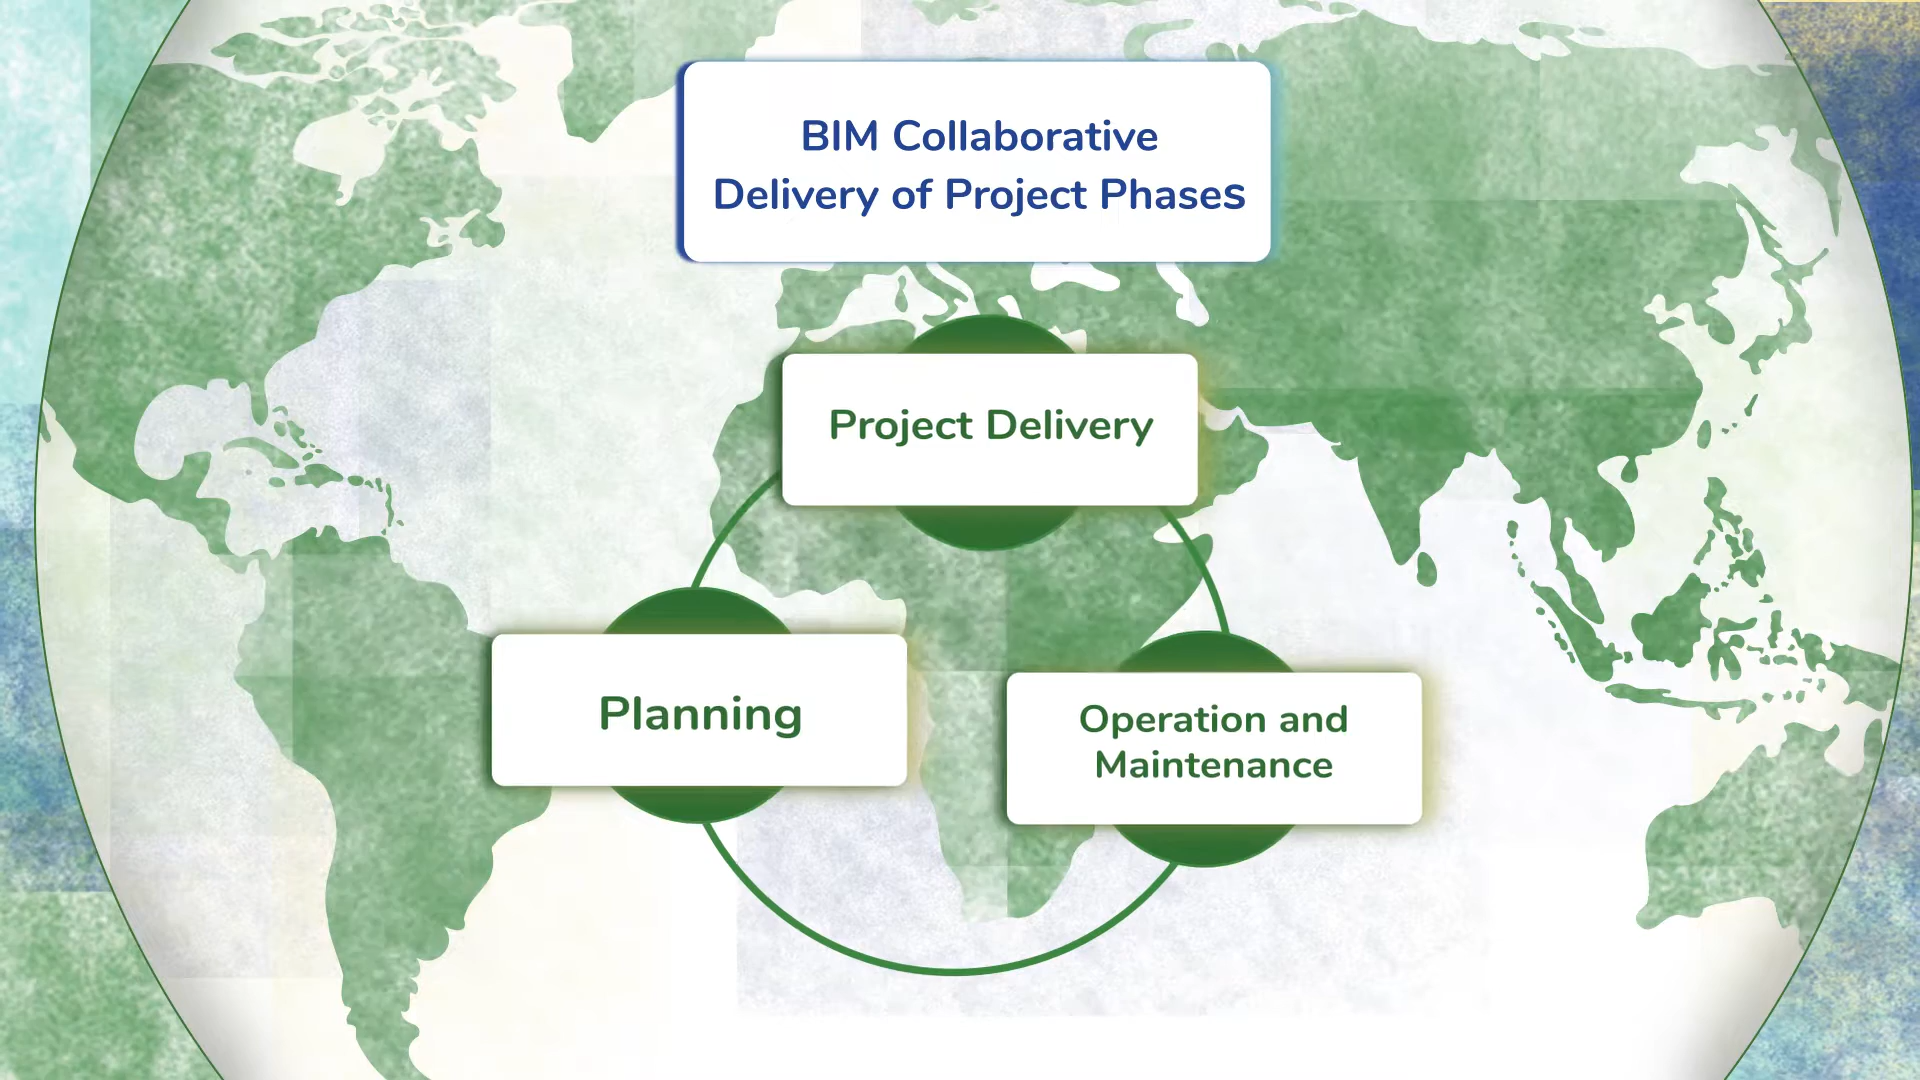 BIM Collaborative
Delivery of Project Phases
Project Delivery
Planning
Operation and
Maintenance